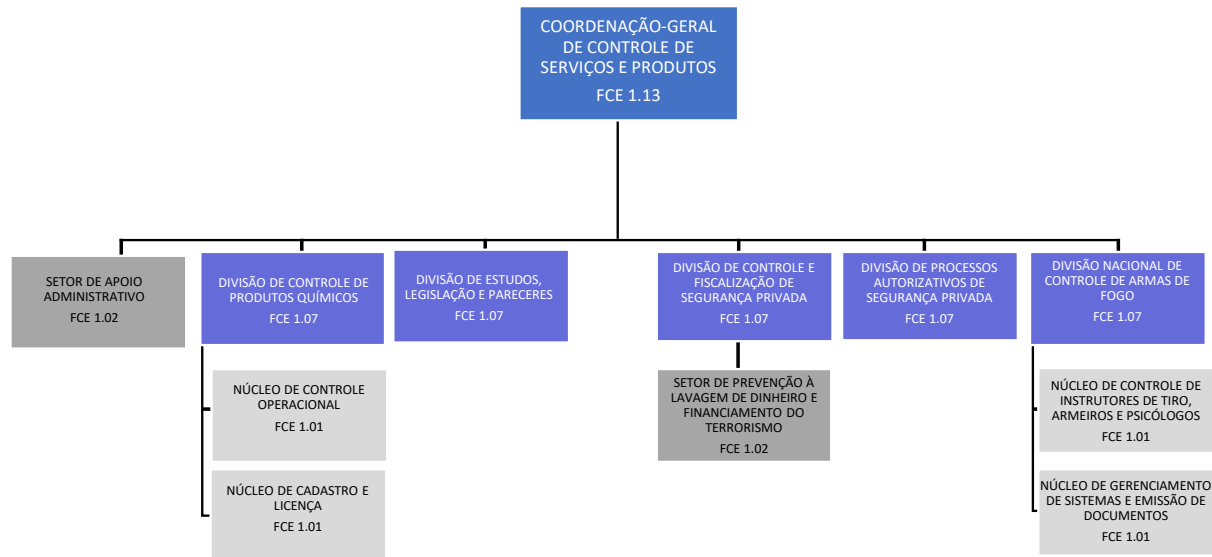 COORDENAÇÃO-GERAL
DE CONTROLE DE
SERVIÇOS E PRODUTOS
FCE 1.13
SETOR DE APOIO
ADMINISTRATIVO
FCE 1.02
DIVISÃO DE CONTROLE DE
PRODUTOS QUÍMICOS
FCE 1.07
DIVISÃO DE ESTUDOS,
LEGISLAÇÃO E PARECERES
FCE 1.07
DIVISÃO DE CONTROLE E
FISCALIZAÇÃO DE
SEGURANÇA PRIVADA
FCE 1.07
DIVISÃO DE PROCESSOS
AUTORIZATIVOS DE
SEGURANÇA PRIVADA
FCE 1.07
DIVISÃO NACIONAL DE
CONTROLE DE ARMAS DE
FOGO
FCE 1.07
NÚCLEO DE CONTROLE
OPERACIONAL
FCE 1.01
NÚCLEO DE CADASTRO E
LICENÇA
FCE 1.01
SETOR DE PREVENÇÃO À
LAVAGEM DE DINHEIRO E
FINANCIAMENTO DO
TERRORISMO
FCE 1.02
NÚCLEO DE CONTROLE DE
INSTRUTORES DE TIRO,
ARMEIROS E PSICÓLOGOS
FCE 1.01
NÚCLEO DE GERENCIAMENTO
DE SISTEMAS E EMISSÃO DE
DOCUMENTOS
FCE 1.01